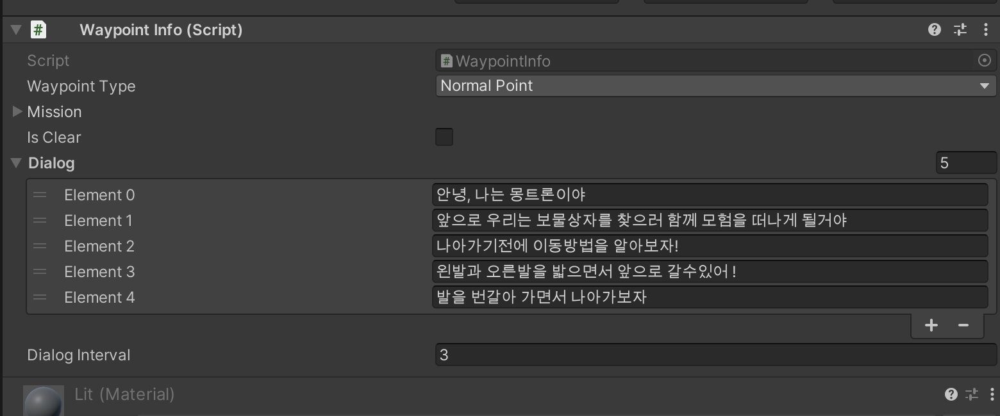 Waypoint Info (Script)
Script WaypointInfo
Waypoint Type Normal Point
Mission
Is Clear
Dialog 5
Element 0 안녕, 나는 몽트론이야
Element 1 앞으로 우리는 보물상자를 찾으러 함께 모험을 떠나게 될거야
Element 2 나아가기전에 이동방법을 알아보자!
Element 3 왼발과 오른발을 밟으면서 앞으로 갈수있어 !
Element 4 발을 번갈아 가면서 나아가보자
Dialog Interval 3
Lit (Material)